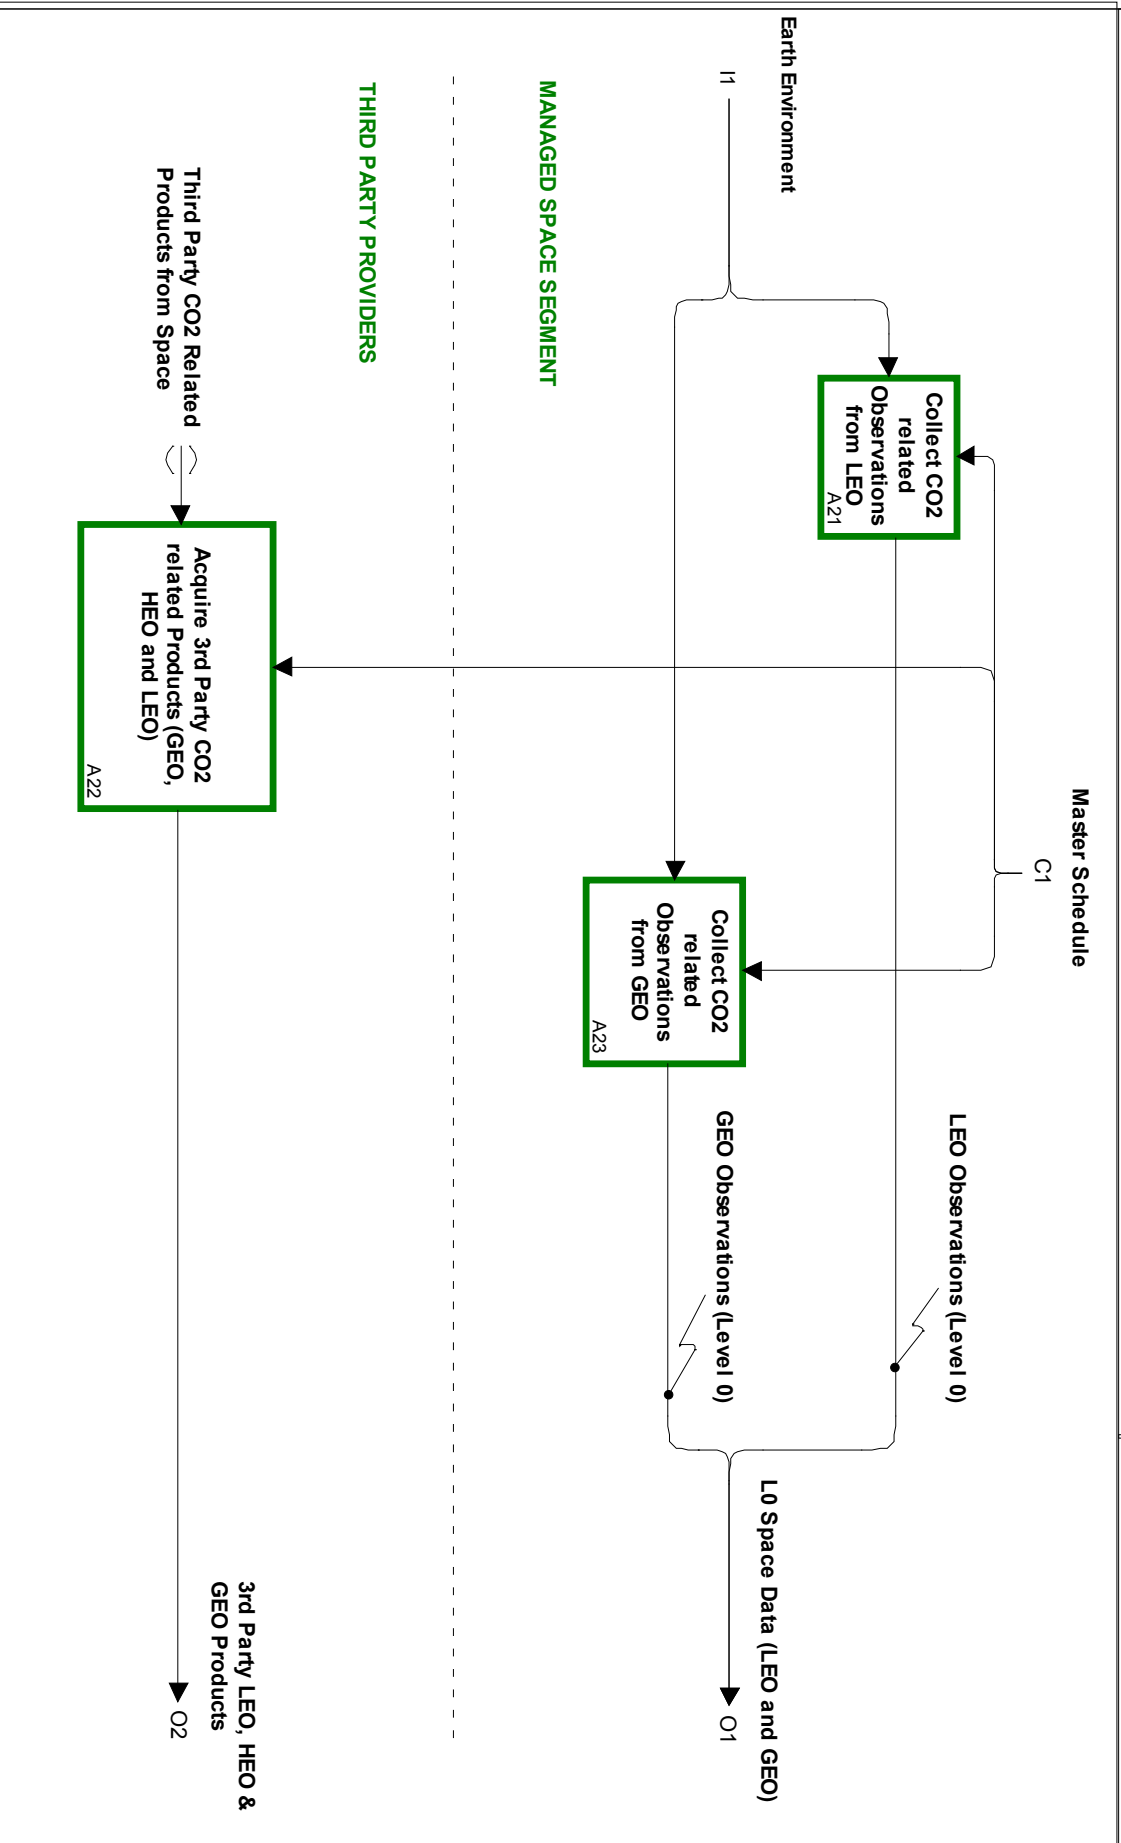 Master Schedule
C1
Earth Environment
I1
Collect CO2
related
Observations
from LEO
A21
LEO Observations (Level 0)
Collect CO2
related
Observations
from GEO
A23
GEO Observations (Level 0)
L0 Space Data (LEO and GEO)
O1
MANAGED SPACE SEGMENT
THIRD PARTY PROVIDERS
Third Party CO2 Related
Products from Space
Acquire 3rd Party CO2
related Products (GEO,
HEO and LEO)
A22
3rd Party LEO, HEO &
GEO Products
O2